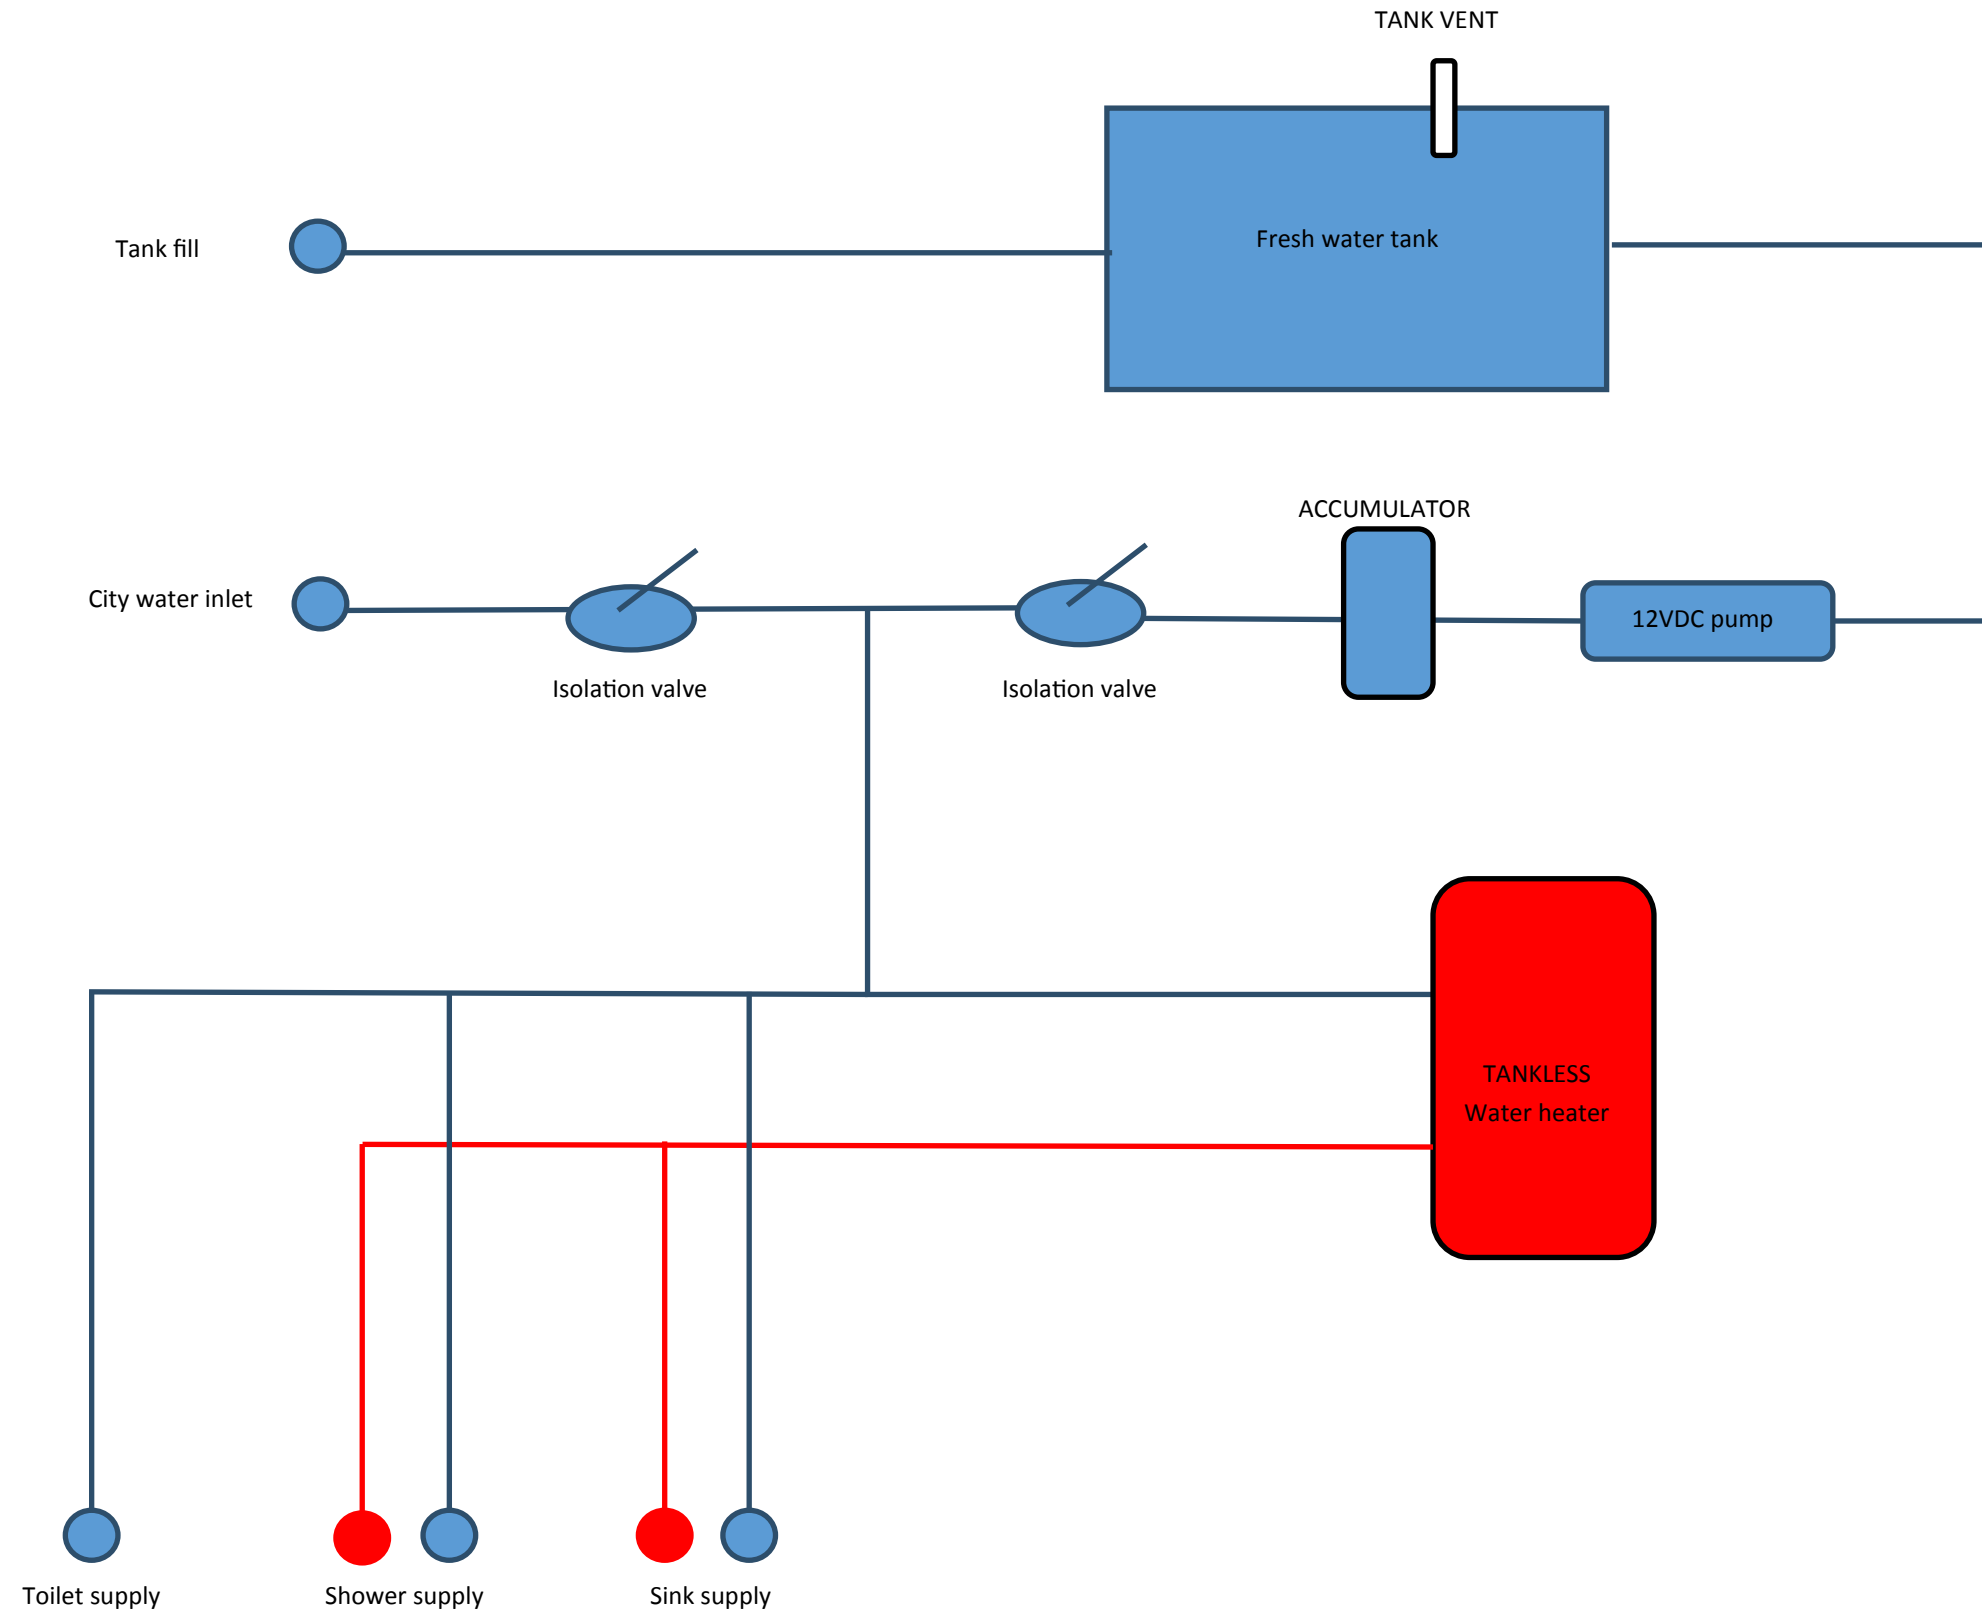 TANK VENT
Tank fill
Fresh water tank
ACCUMULATOR
City water inlet
12VDC pump
Isolation valve
Isolation valve
TANKLESS
Water heater
Toilet supply
Shower supply
Sink supply